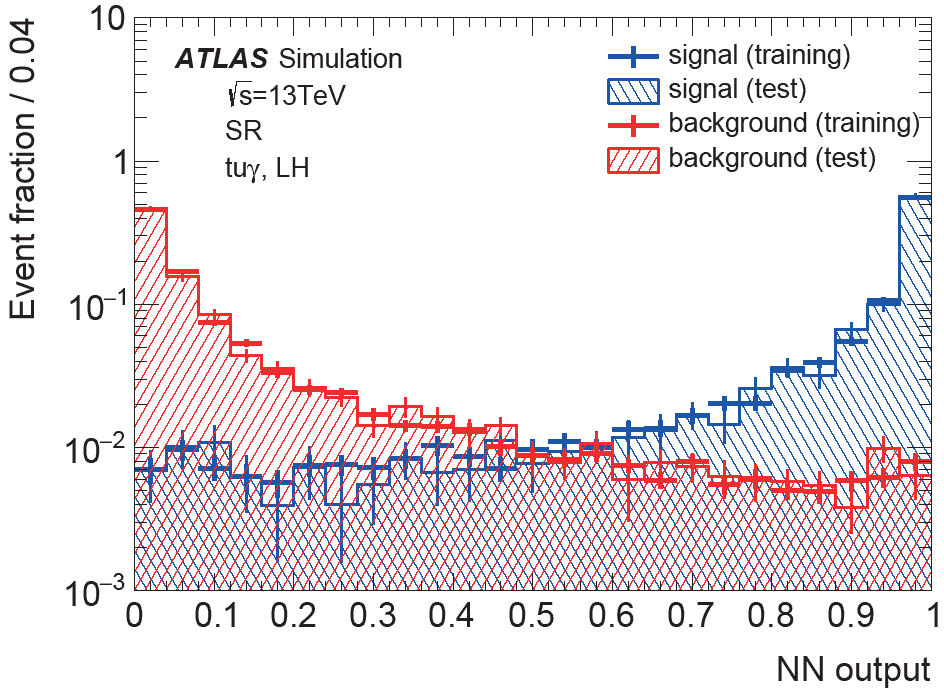 Event fraction / 0.04
10
1
10⁻¹
10⁻²
10⁻³
ATLAS Simulation
√s=13TeV
SR
tuγ, LH
signal (training)
signal (test)
background (training)
background (test)
0 0.1 0.2 0.3 0.4 0.5 0.6 0.7 0.8 0.9 1
NN output